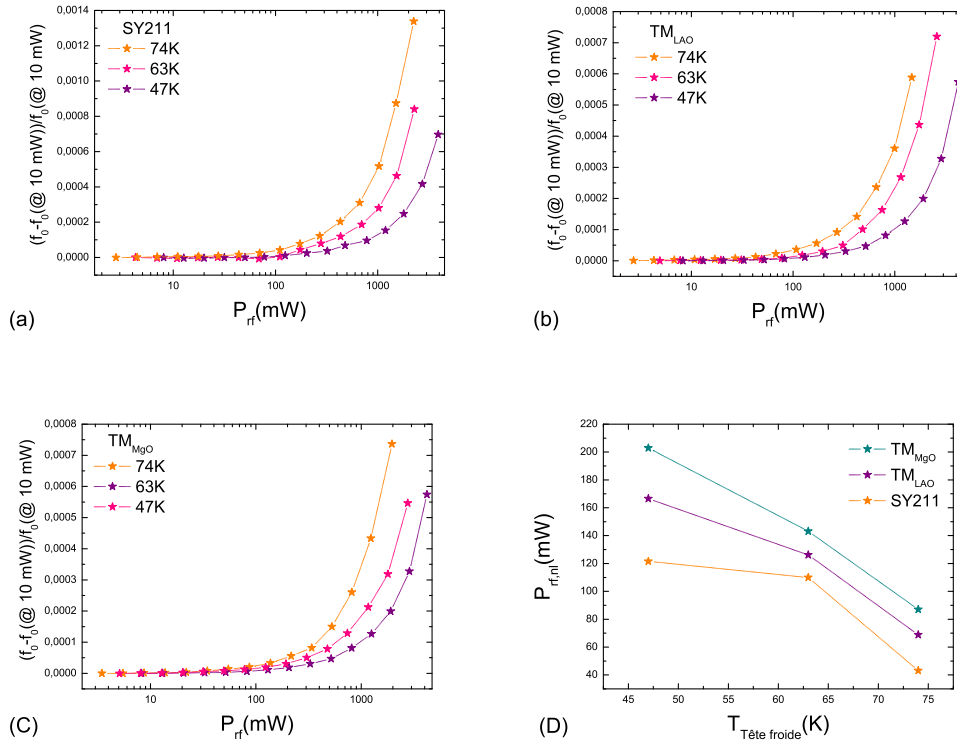 SY211
74K
63K
47K
0,0014
0,0012
0,0010
0,0008
0,0006
0,0004
0,0002
0,0000
(f0-f0(@ 10 mW))/f0(@ 10 mW)
10 100 1000
Prf(mW)
(a)
TMLAO
74K
63K
47K
0,0007
0,0006
0,0005
0,0004
0,0003
0,0002
0,0001
0,0000
(f0-f0(@ 10 mW))/f0(@ 10 mW)
10 100 1000
Prf(mW)
(b)
TMMgO
74K
63K
47K
0,0008
0,0007
0,0006
0,0005
0,0004
0,0003
0,0002
0,0001
0,0000
(f0-f0(@ 10 mW))/f0(@ 10 mW)
10 100 1000
Prf(mW)
(C)
TMMgO
TMLAO
SY211
220
200
180
160
140
120
100
80
60
40
Prf,nl(mW)
45 50 55 60 65 70 75
TTête froide(K)
(D)